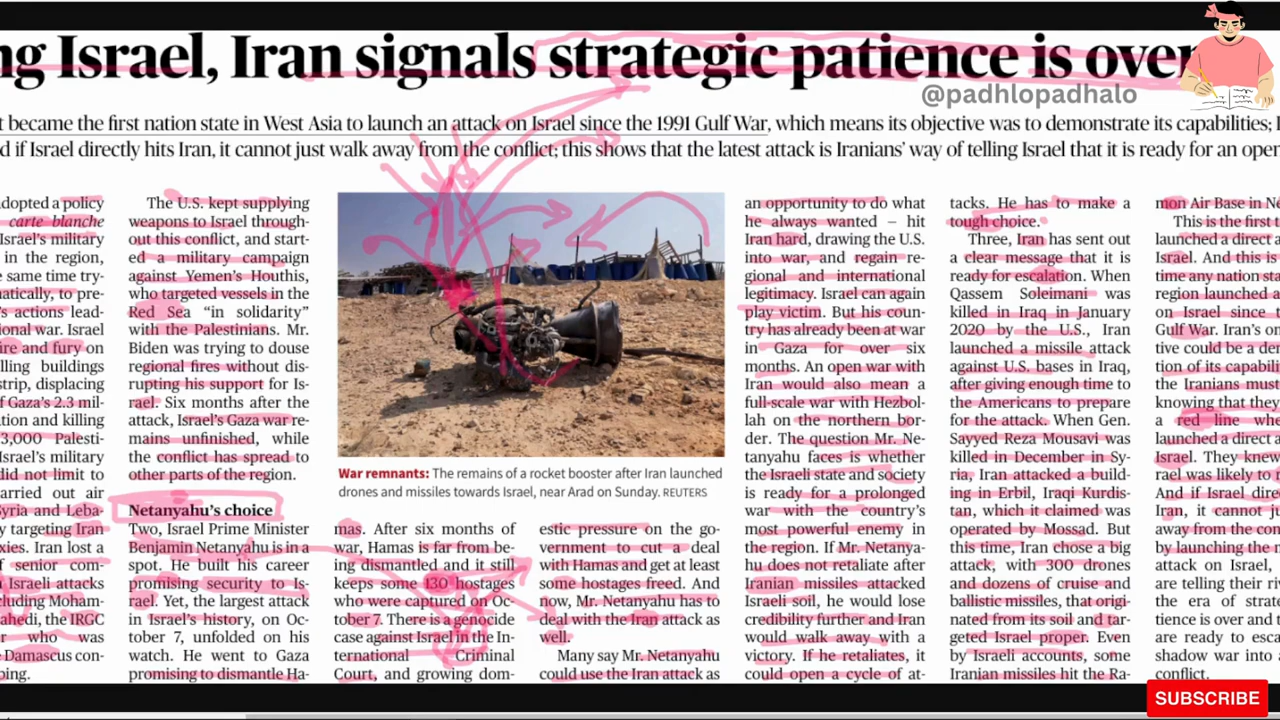 ng Israel, Iran signals strategic patience is over
@padhlopadhalo
t became the first nation state in West Asia to launch an attack on Israel since the 1991 Gulf War, which means its objective was to demonstrate its capabilities;
d if Israel directly hits Iran, it cannot just walk away from the conflict; this shows that the latest attack is Iranians' way of telling Israel that it is ready for an open
adopted a policy
carte blanche
Israel's military
in the region,
e same time try-
matically, to pre-
's actions lead-
ional war. Israel
ire and fury on
lling buildings
strip, displacing
f Gaza's 2.3 mil-
ation and killing
3,000 Palesti-
Israel's military
did not limit to
arried out air
Syria and Leba-
y targeting Iran
xies. Iran lost a
f senior com-
Israeli attacks
cluding Moham-
ahedi, the IRGC
r who was
Damascus con-
ping.
The U.S. kept supplying
weapons to Israel through-
out this conflict, and start-
ed a military campaign
against Yemen's Houthis,
who targeted vessels in the
Red Sea “in solidarity”
with the Palestinians. Mr.
Biden was trying to douse
regional fires without dis-
rupting his support for Is-
rael. Six months after the
attack, Israel's Gaza war re-
mains unfinished, while
the conflict has spread to
other parts of the region.
Netanyahu's choice
Two, Israel Prime Minister
Benjamin Netanyahu is in a
spot. He built his career
promising security to Is-
rael. Yet, the largest attack
in Israel's history, on Oc-
tober 7, unfolded on his
watch. He went to Gaza
promising to dismantle Ha-
War remnants: The remains of a rocket booster after Iran launched
drones and missiles towards Israel, near Arad on Sunday. REUTERS
mas. After six months of
war, Hamas is far from be-
ing dismantled and it still
keeps some 130 hostages
who were captured on Oc-
tober 7. There is a genocide
case against Israel in the In-
ternational Criminal
Court, and growing dom-
estic pressure on the go-
vernment to cut a deal
with Hamas and get at least
some hostages freed. And
now, Mr. Netanyahu has to
deal with the Iran attack as
well.
Many say Mr. Netanyahu
could use the Iran attack as
an opportunity to do what
he always wanted – hit
Iran hard, drawing the U.S.
into war, and regain re-
gional and international
legitimacy. Israel can again
play victim. But his coun-
try has already been at war
in Gaza for over six
months. An open war with
Iran would also mean a
full-scale war with Hezbol-
lah on the northern bor-
der. The question Mr. Ne-
tanyahu faces is whether
the Israeli state and society
is ready for a prolonged
war with the country's
most powerful enemy in
the region. If Mr. Netanya-
hu does not retaliate after
Iranian missiles attacked
Israeli soil, he would lose
credibility further and Iran
would walk away with a
victory. If he retaliates, it
could open a cycle of at-
tacks. He has to make a
tough choice.
Three, Iran has sent out
a clear message that it is
ready for escalation. When
Qassem Soleimani was
killed in Iraq in January
2020 by the U.S., Iran
launched a missile attack
against U.S. bases in Iraq,
after giving enough time to
the Americans to prepare
for the attack. When Gen.
Sayyed Reza Mousavi was
killed in December in Sy-
ria, Iran attacked a build-
ing in Erbil, Iraqi Kurdis-
tan, which it claimed was
operated by Mossad. But
this time, Iran chose a big
attack, with 300 drones
and dozens of cruise and
ballistic missiles, that origi-
nated from its soil and tar-
geted Israel proper. Even
by Israeli accounts, some
Iranian missiles hit the Ra-
mon Air Base in Ne
This is the first t
launched a direct a
Israel. And this is
time any nation sta
region launched a
on Israel since t
Gulf War. Iran's o
tive could be a der
tion of its capabili
the Iranians must
knowing that they
a red line whe
launched a direct a
Israel. They knew
rael was likely to r
And if Israel dire
Iran, it cannot ju
away from the con
by launching the m
attack on Israel,
are telling their ri
the era of strate
tience is over and t
are ready to esca
shadow war into a
conflict.
SUBSCRIBE